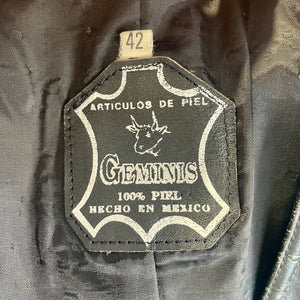 42
ARTICULOS DE PIEL
GEMINIS
100% PIEL
HECHO EN MEXICO